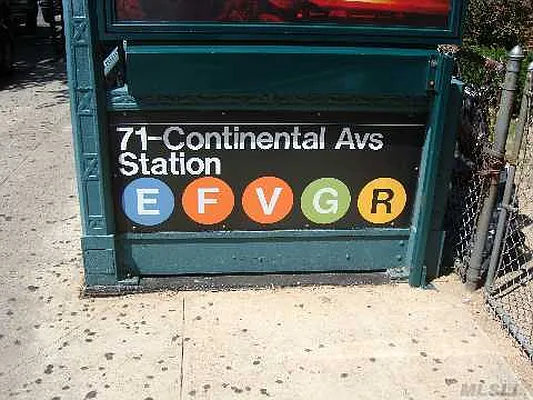 71-Continental Avs
Station
E F V G R
MLSLI